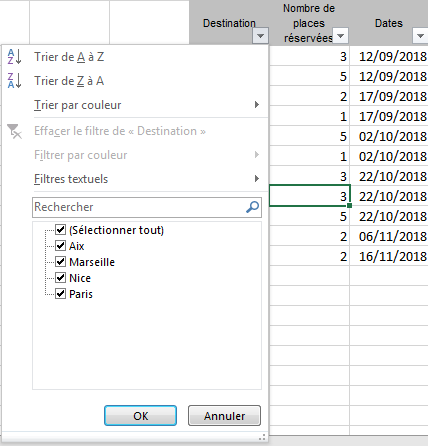 Destination
Nombre de
places
réservées
Dates
Trier de A à Z
Trier de Z à A
Trier par couleur
Effacer le filtre de « Destination »
Filtrer par couleur
Filtres textuels
Rechercher
(Sélectionner tout)
Aix
Marseille
Nice
Paris
OK
Annuler
3 12/09/2018
5 12/09/2018
2 17/09/2018
1 17/09/2018
5 02/10/2018
1 02/10/2018
3 22/10/2018
3 22/10/2018
5 22/10/2018
2 06/11/2018
2 16/11/2018